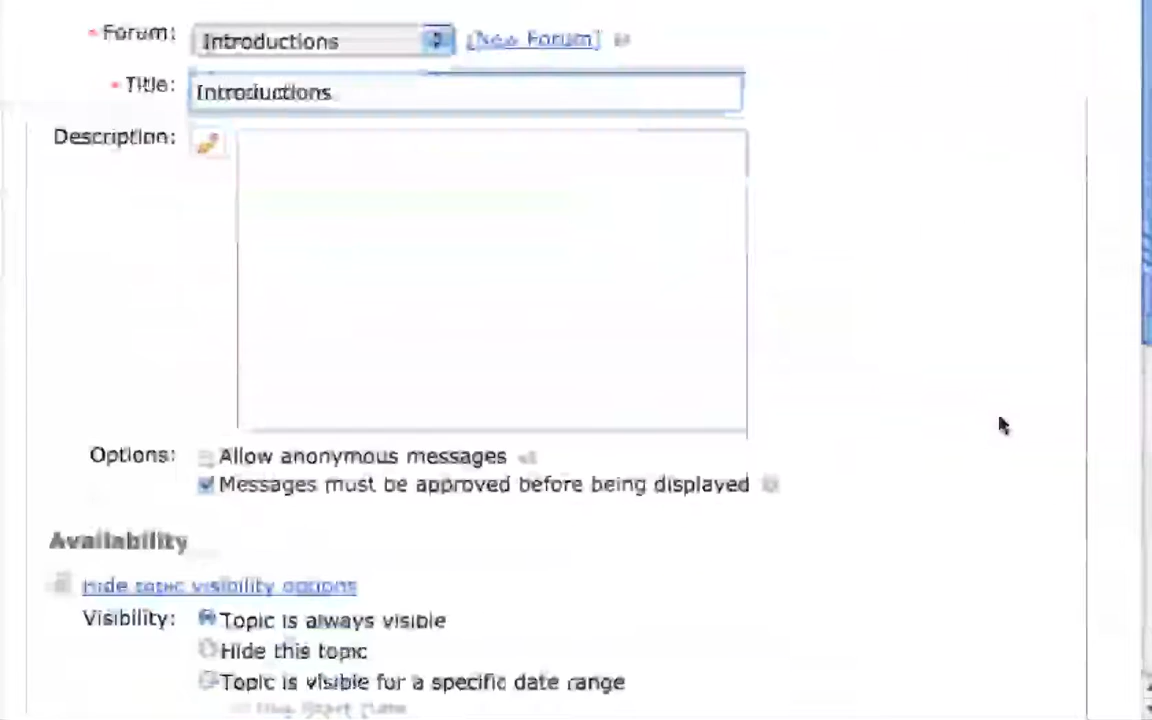 * Forum: Introductions [New Forum]
* Title: Introductions
Description:
Options: Allow anonymous messages
Messages must be approved before being displayed
Availability
Hide topic visibility options
Visibility: Topic is always visible
Hide this topic
Topic is visible for a specific date range